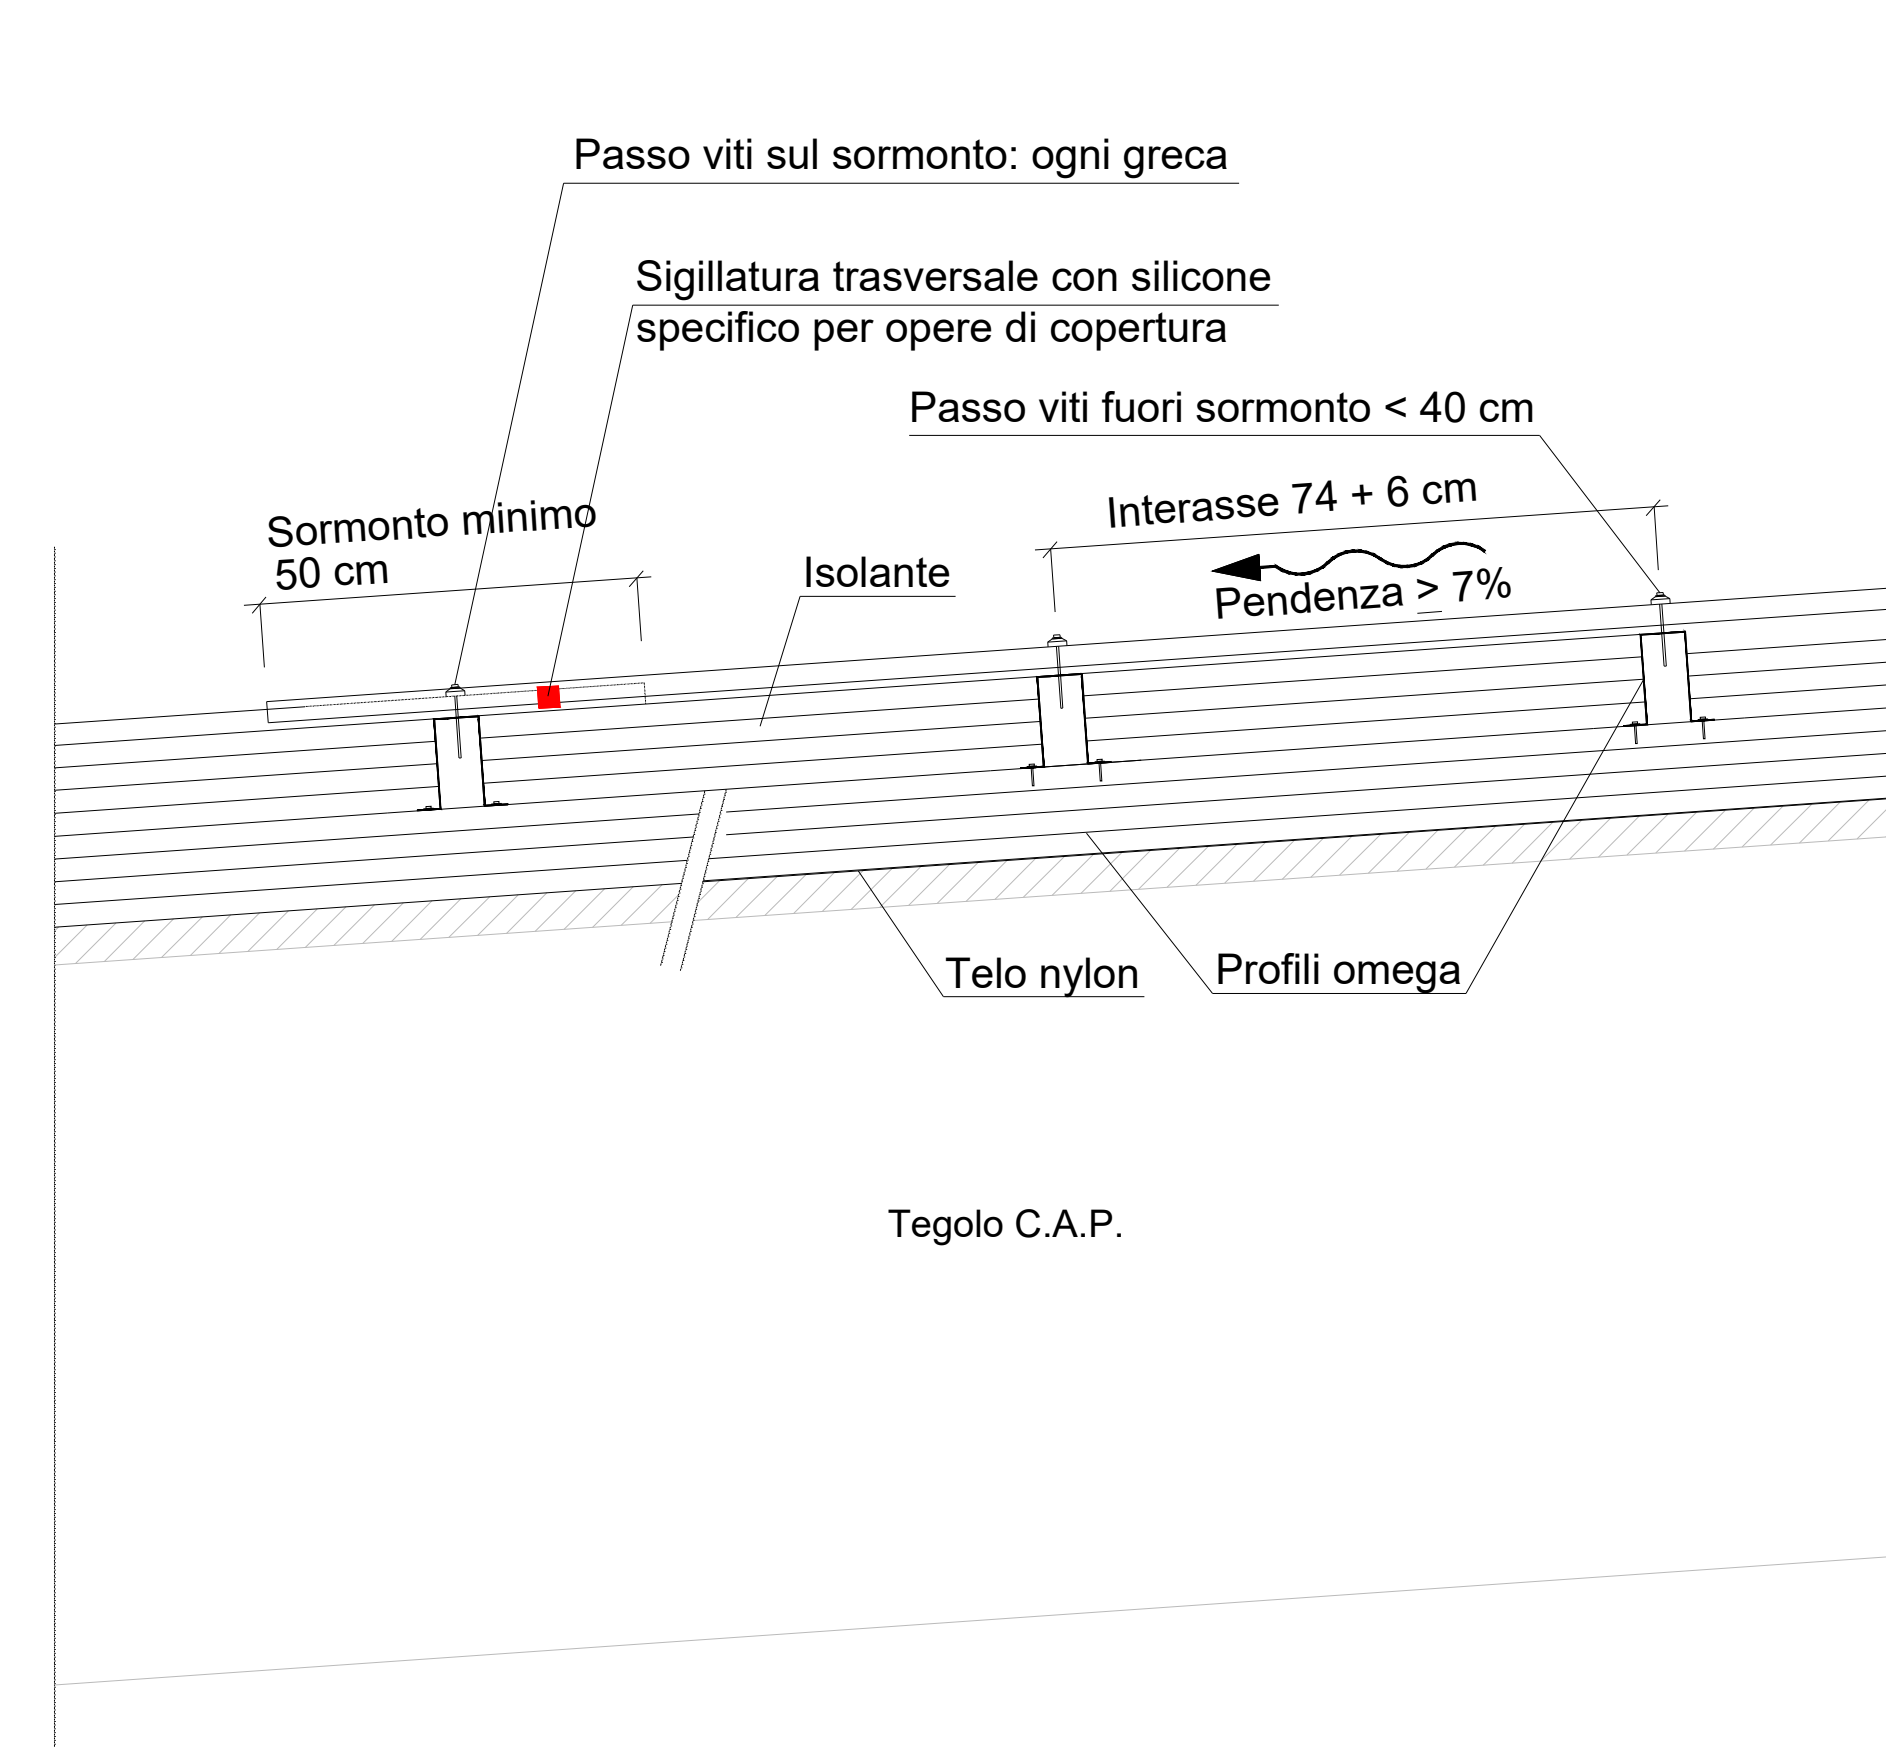 Passo viti sul sormonto: ogni greca
Sigillatura trasversale con silicone
specifico per opere di copertura
Passo viti fuori sormonto < 40 cm
Interasse 74 + 6 cm
Sormonto minimo
50 cm
Isolante
Pendenza ≥ 7%
Telo nylon
Profili omega
Tegolo C.A.P.